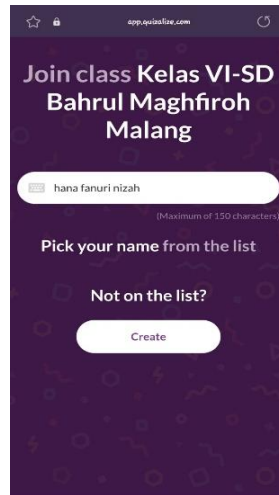 app.quizalize.com
Join class Kelas VI-SD
Bahrul Maghfiroh
Malang
hana fanuri nizah
(Maximum of 150 characters)
Pick your name from the list
Not on the list?
Create